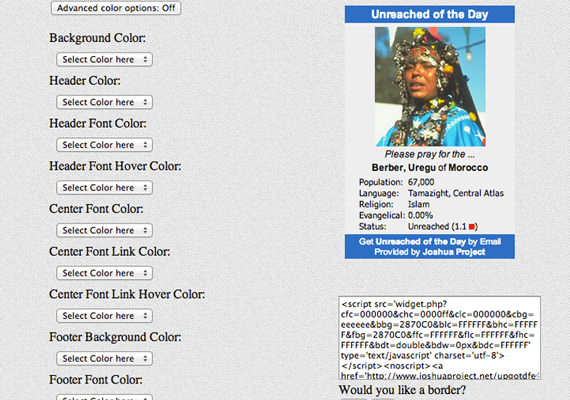 Advanced color options: Off
Background Color:
Select Color here
Header Color:
Select Color here
Header Font Color:
Select Color here
Header Font Hover Color:
Select Color here
Center Font Color:
Select Color here
Center Font Link Color:
Select Color here
Center Font Link Hover Color:
Select Color here
Footer Background Color:
Select Color here
Footer Font Color:
Unreached of the Day
Please pray for the ...
Berber, Uregu of Morocco
Population: 67,000
Language: Tamazight, Central Atlas
Religion: Islam
Evangelical: 0.00%
Status: Unreached (1.1 ■)
Get Unreached of the Day by Email
Provided by Joshua Project
<script src='widget.php?
cfc=000000&chc=0000ff&clc=000000&cbg=
eeeeee&bbg=2870C0&blc=FFFFFF&bhc=FFFFF
F&fbg=2870C0&ffc=FFFFFF&flc=FFFFFF&fhc=
FFFFFF&bdt=double&bdw=0px&bdc=FFFFFF'
type='text/javascript' charset='utf-8'>
</script><noscript><a
href='http://www.joshuaproject.net/upgotdfe
Would you like a border?